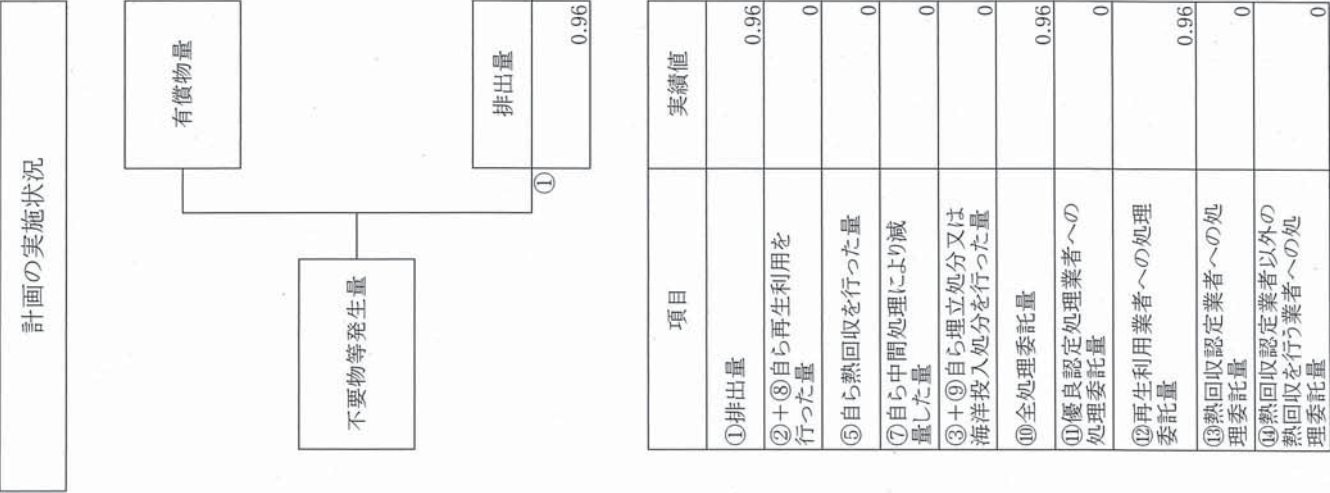 計画の実施状況
有償物量
不要物等発生量
排出量
①
0.96
項目
実績値
①排出量
0.96
②+⑧自ら再生利用を
行った量
0
⑤自ら熱回収を行った量
0
⑦自ら中間処理により減
量した量
0
③+⑨自ら埋立処分又は
海洋投入処分を行った量
0
⑩全処理委託量
0.96
⑪優良認定処理業者への
処理委託量
0
⑫再生利用業者への処理
委託量
0.96
⑬熱回収認定業者への処
理委託量
0
⑭熱回収認定業者以外の
熱回収を行う業者への処
理委託量
0